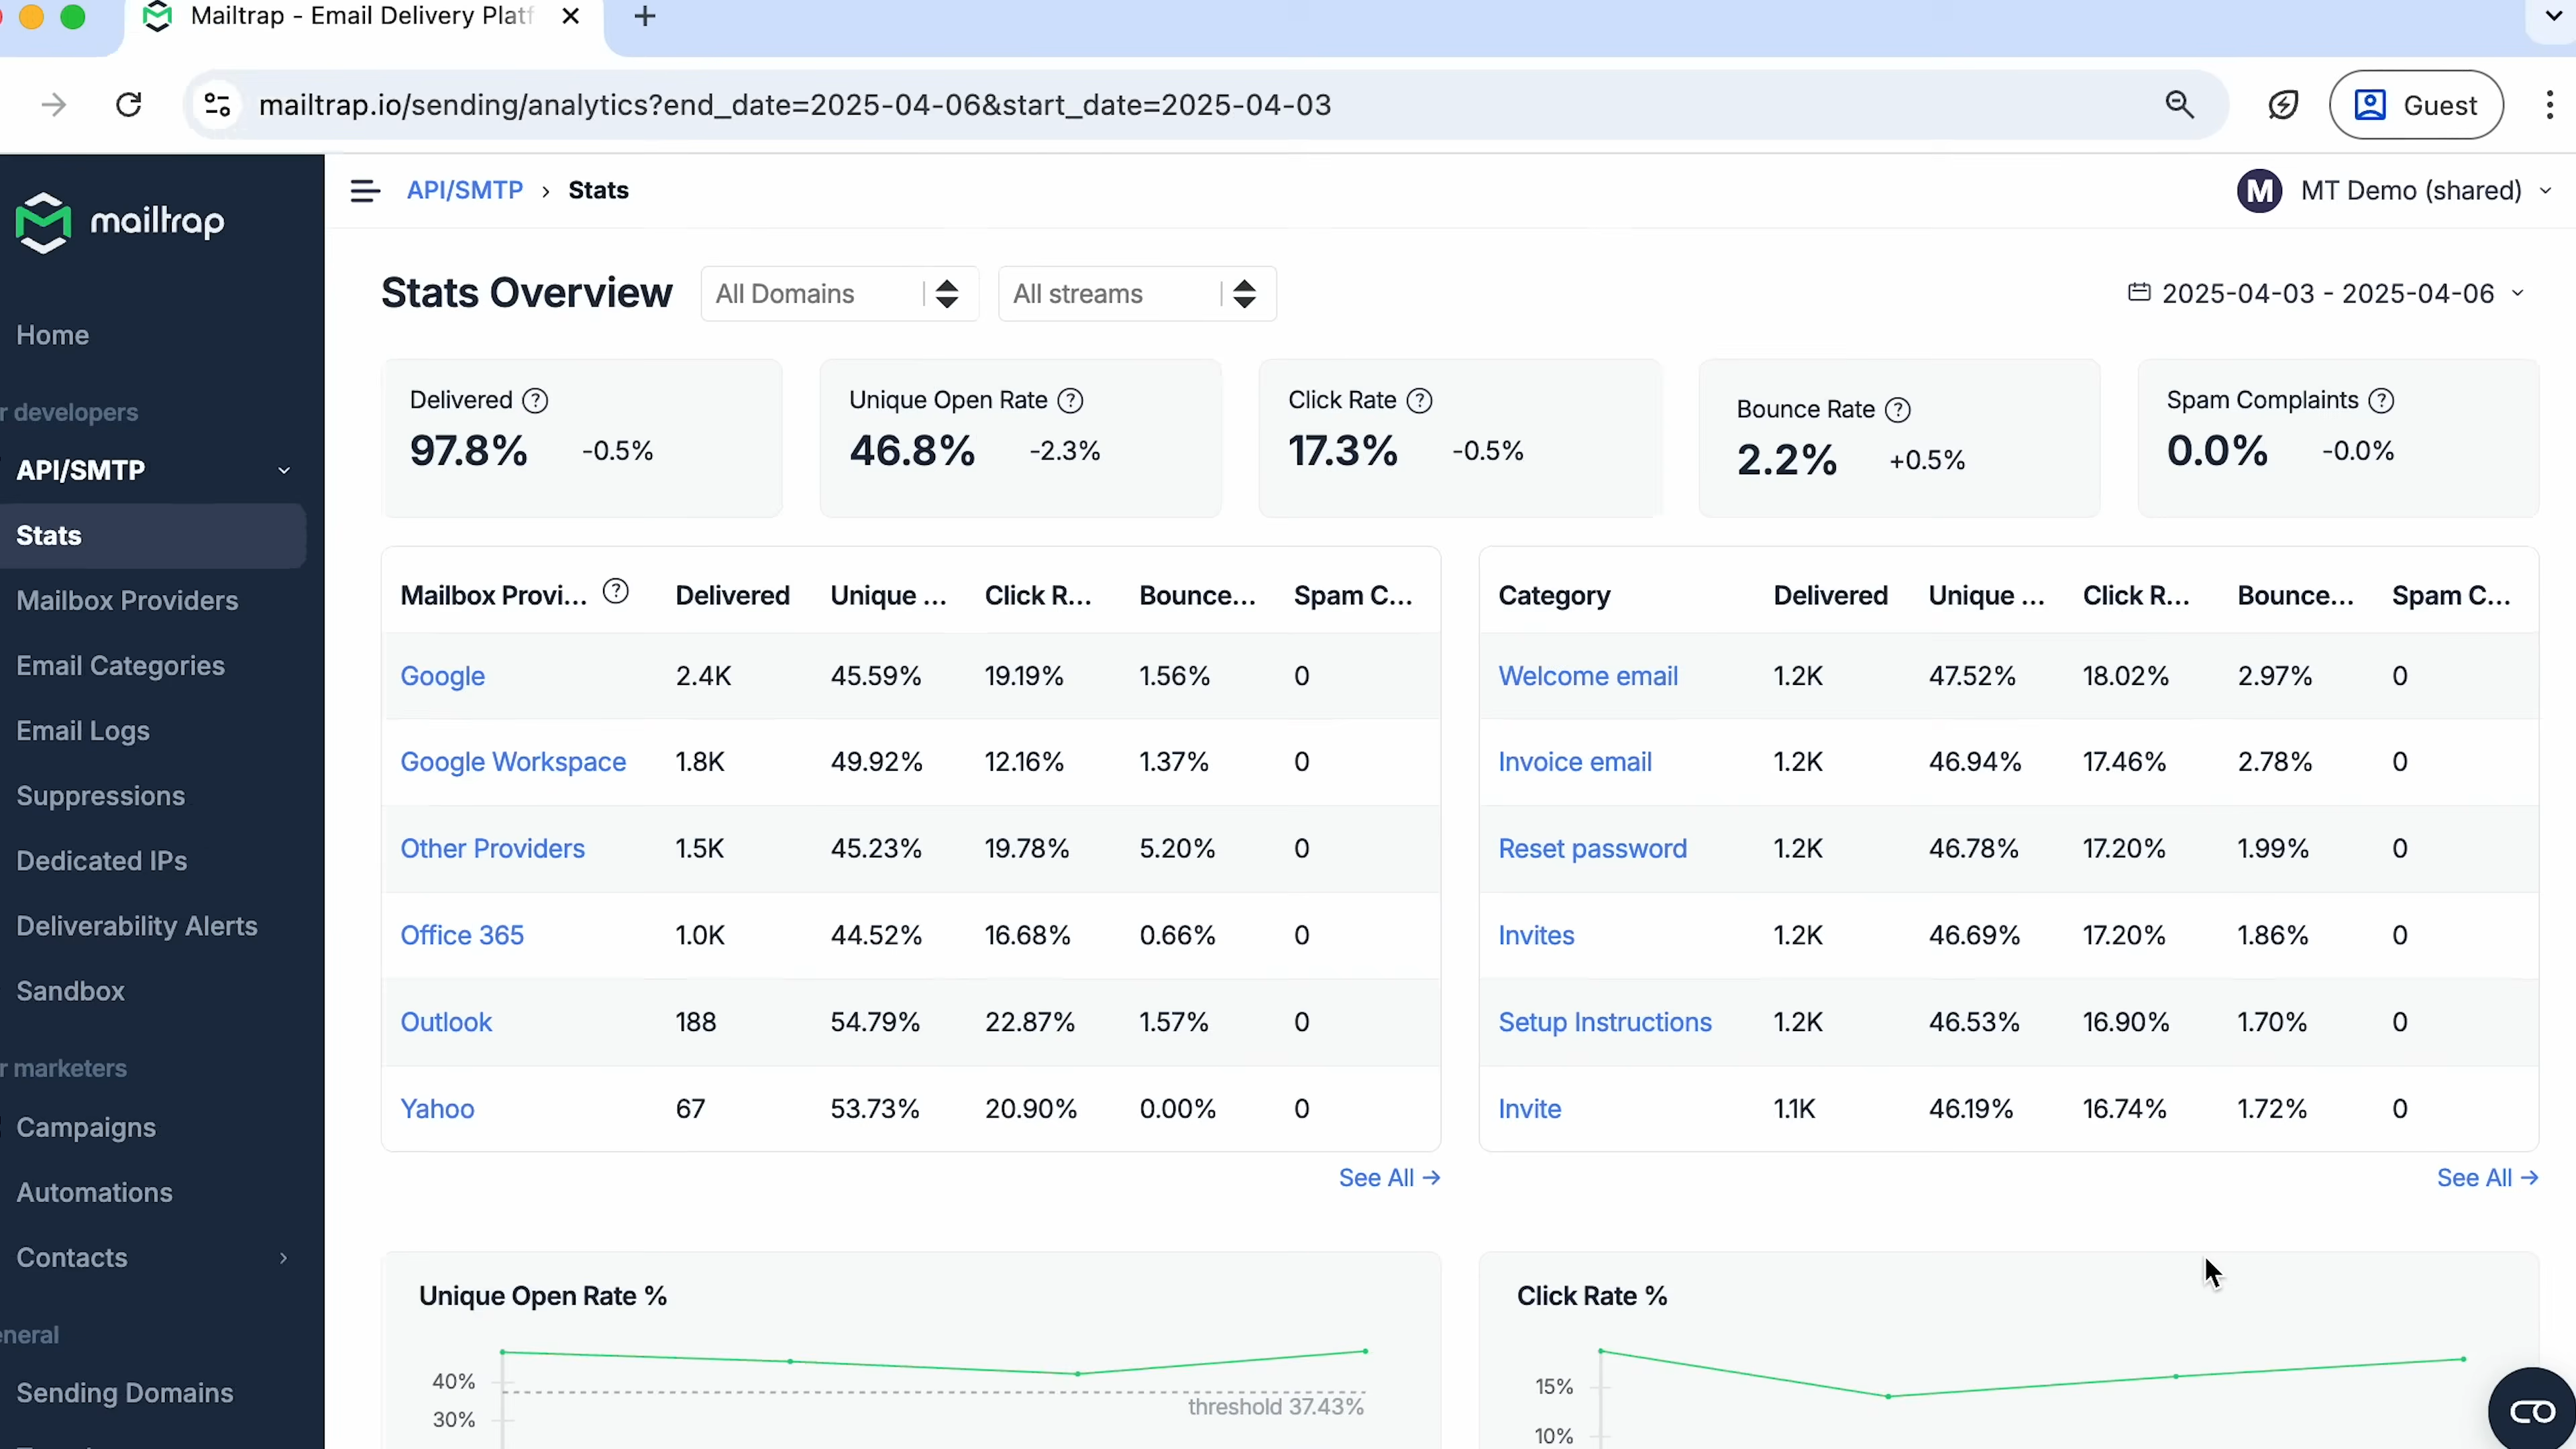 Mailtrap - Email Delivery Platf
mailtrap.io/sending/analytics?end_date=2025-04-06&start_date=2025-04-03
Guest
mailtrap
Home
r developers
API/SMTP
Stats
Mailbox Providers
Email Categories
Email Logs
Suppressions
Dedicated IPs
Deliverability Alerts
Sandbox
r marketers
Campaigns
Automations
Contacts
eneral
Sending Domains
API/SMTP › Stats
M MT Demo (shared)
Stats Overview All Domains All streams 2025-04-03 - 2025-04-06
Delivered ?
97.8% -0.5%
Unique Open Rate ?
46.8% -2.3%
Click Rate ?
17.3% -0.5%
Bounce Rate ?
2.2% +0.5%
Spam Complaints ?
0.0% -0.0%
Mailbox Provi... ? Delivered Unique ... Click R... Bounce... Spam C...
Google 2.4K 45.59% 19.19% 1.56% 0
Google Workspace 1.8K 49.92% 12.16% 1.37% 0
Other Providers 1.5K 45.23% 19.78% 5.20% 0
Office 365 1.0K 44.52% 16.68% 0.66% 0
Outlook 188 54.79% 22.87% 1.57% 0
Yahoo 67 53.73% 20.90% 0.00% 0
See All →
Category Delivered Unique ... Click R... Bounce... Spam C...
Welcome email 1.2K 47.52% 18.02% 2.97% 0
Invoice email 1.2K 46.94% 17.46% 2.78% 0
Reset password 1.2K 46.78% 17.20% 1.99% 0
Invites 1.2K 46.69% 17.20% 1.86% 0
Setup Instructions 1.2K 46.53% 16.90% 1.70% 0
Invite 1.1K 46.19% 16.74% 1.72% 0
See All →
Unique Open Rate %
40%
threshold 37.43%
30%
Click Rate %
15%
10%